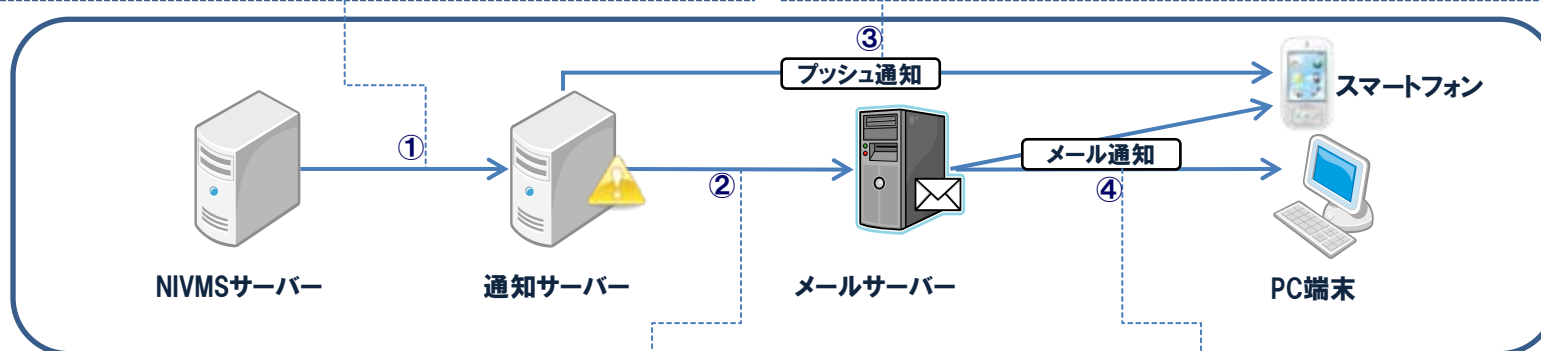 ③
プッシュ通知
スマートフォン
①
メール通知
②
④
NIVMSサーバー
通知サーバー
メールサーバー
PC端末